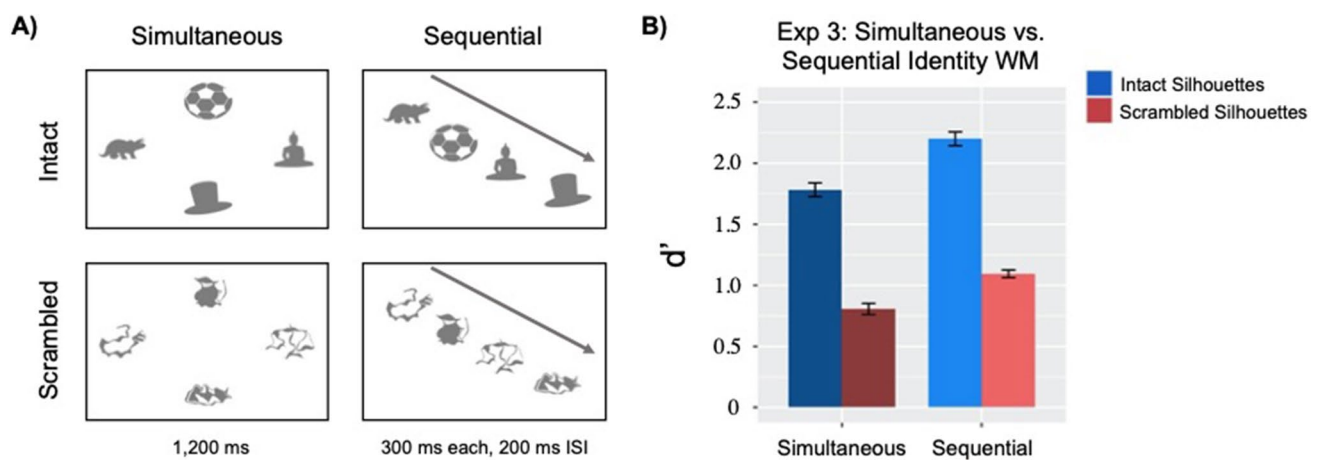 A)
Simultaneous
Sequential
Intact
Scrambled
1,200 ms
300 ms each, 200 ms ISI
B)
Exp 3: Simultaneous vs.
Sequential Identity WM
d’
2.5
2.0
1.5
1.0
0.5
0
Simultaneous
Sequential
Intact Silhouettes
Scrambled Silhouettes